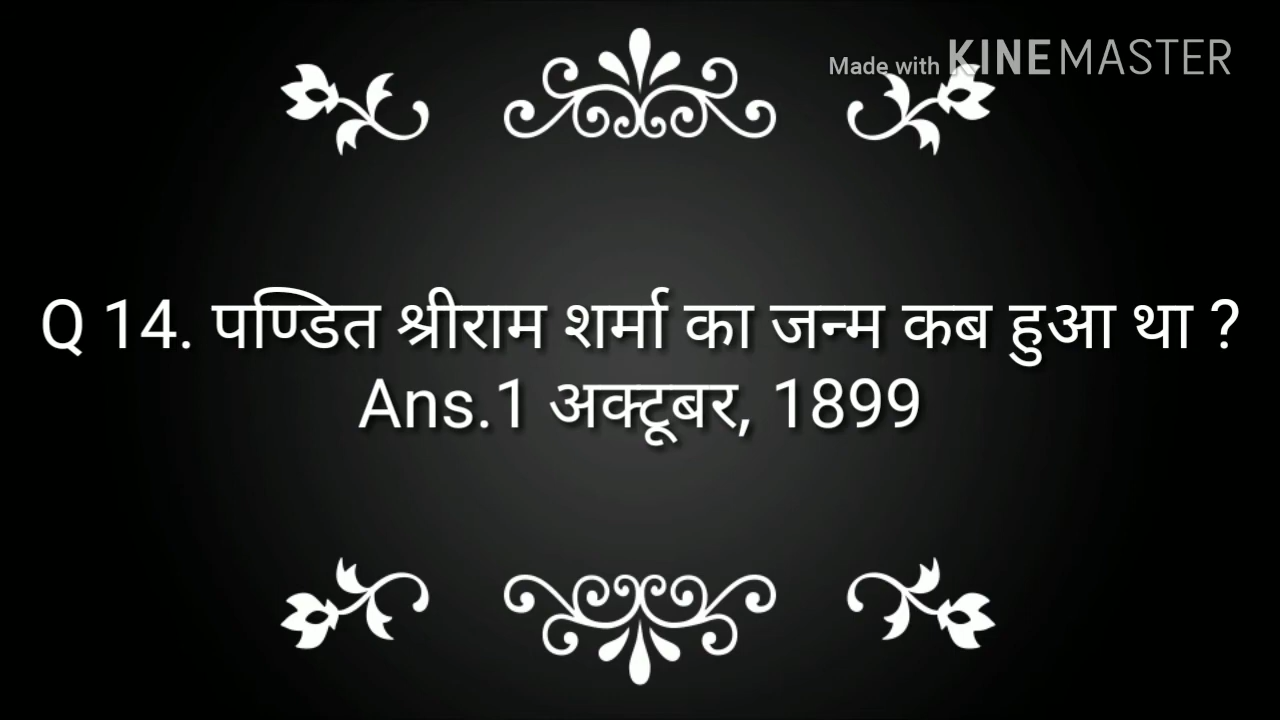 Made with KINEMASTER
Q 14. पण्डित श्रीराम शर्मा का जन्म कब हुआ था ?
Ans.1 अक्टूबर, 1899